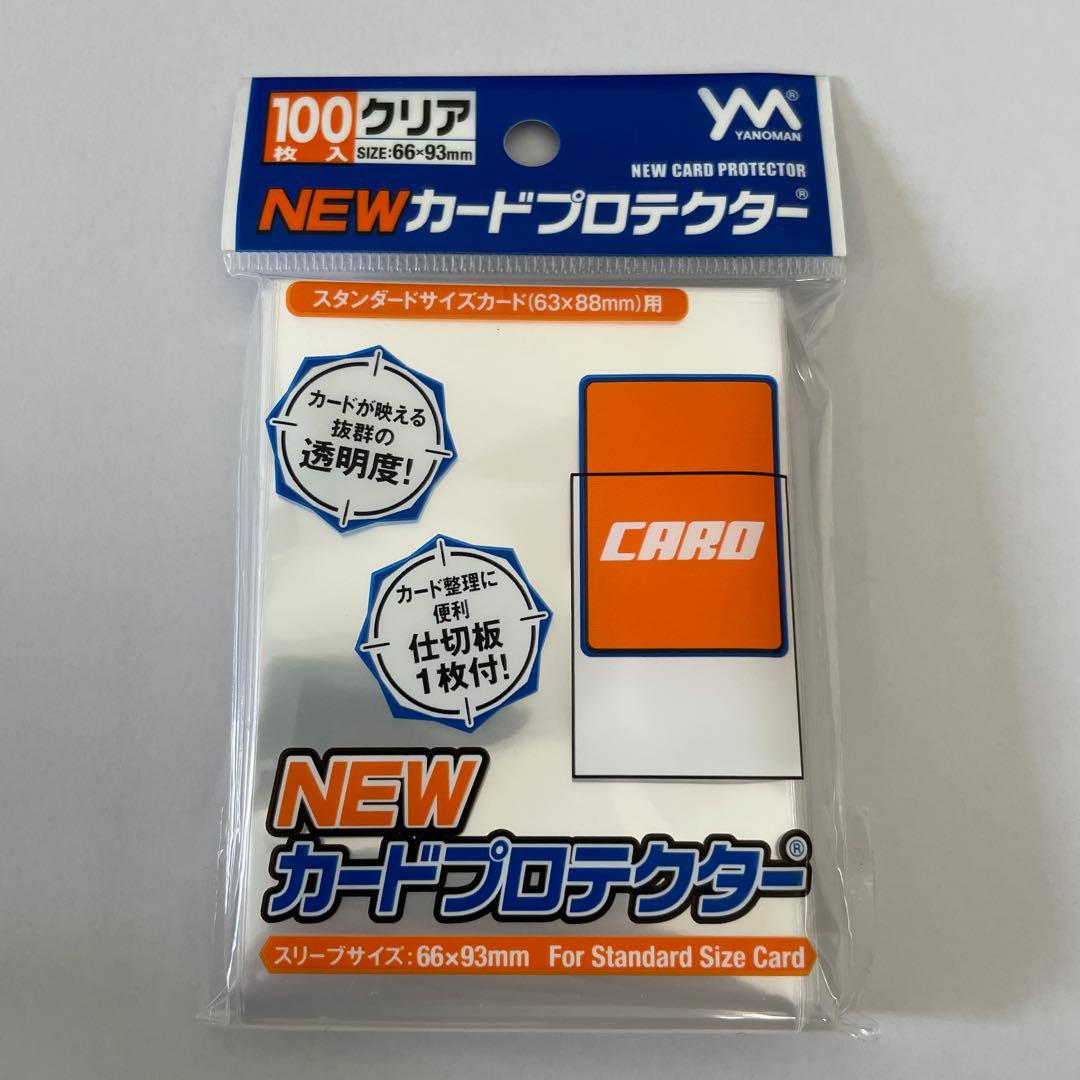 100
枚入
クリア
SIZE:66×93mm
YM®
YANOMAN
NEW CARD PROTECTOR
NEWカードプロテクター®
スタンダードサイズカード(63×88mm)用
カードが映える
抜群の
透明度!
カード整理に
便利
仕切板
1枚付!
CARD
NEW
カードプロテクター®
スリーブサイズ:66×93mm For Standard Size Card